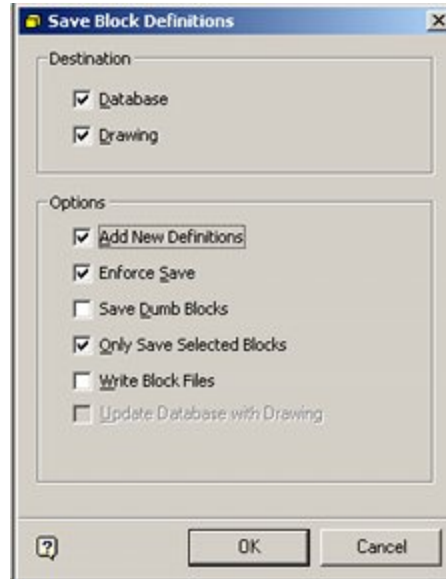 Save Block Definitions
Destination
Database
Drawing
Options
Add New Definitions
Enforce Save
Save Dumb Blocks
Only Save Selected Blocks
Write Block Files
Update Database with Drawing
OK
Cancel